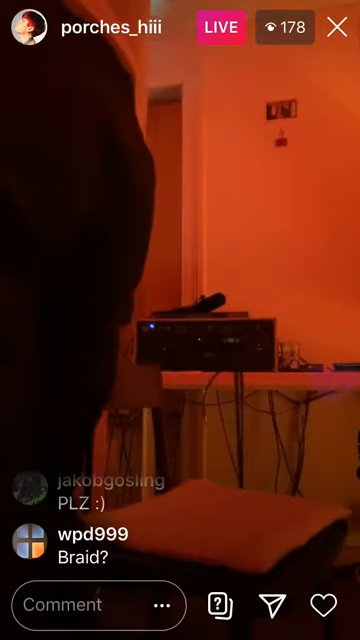 porches_hiii
LIVE
178
jakobgosling
PLZ :)
wpd999
Braid?
Comment